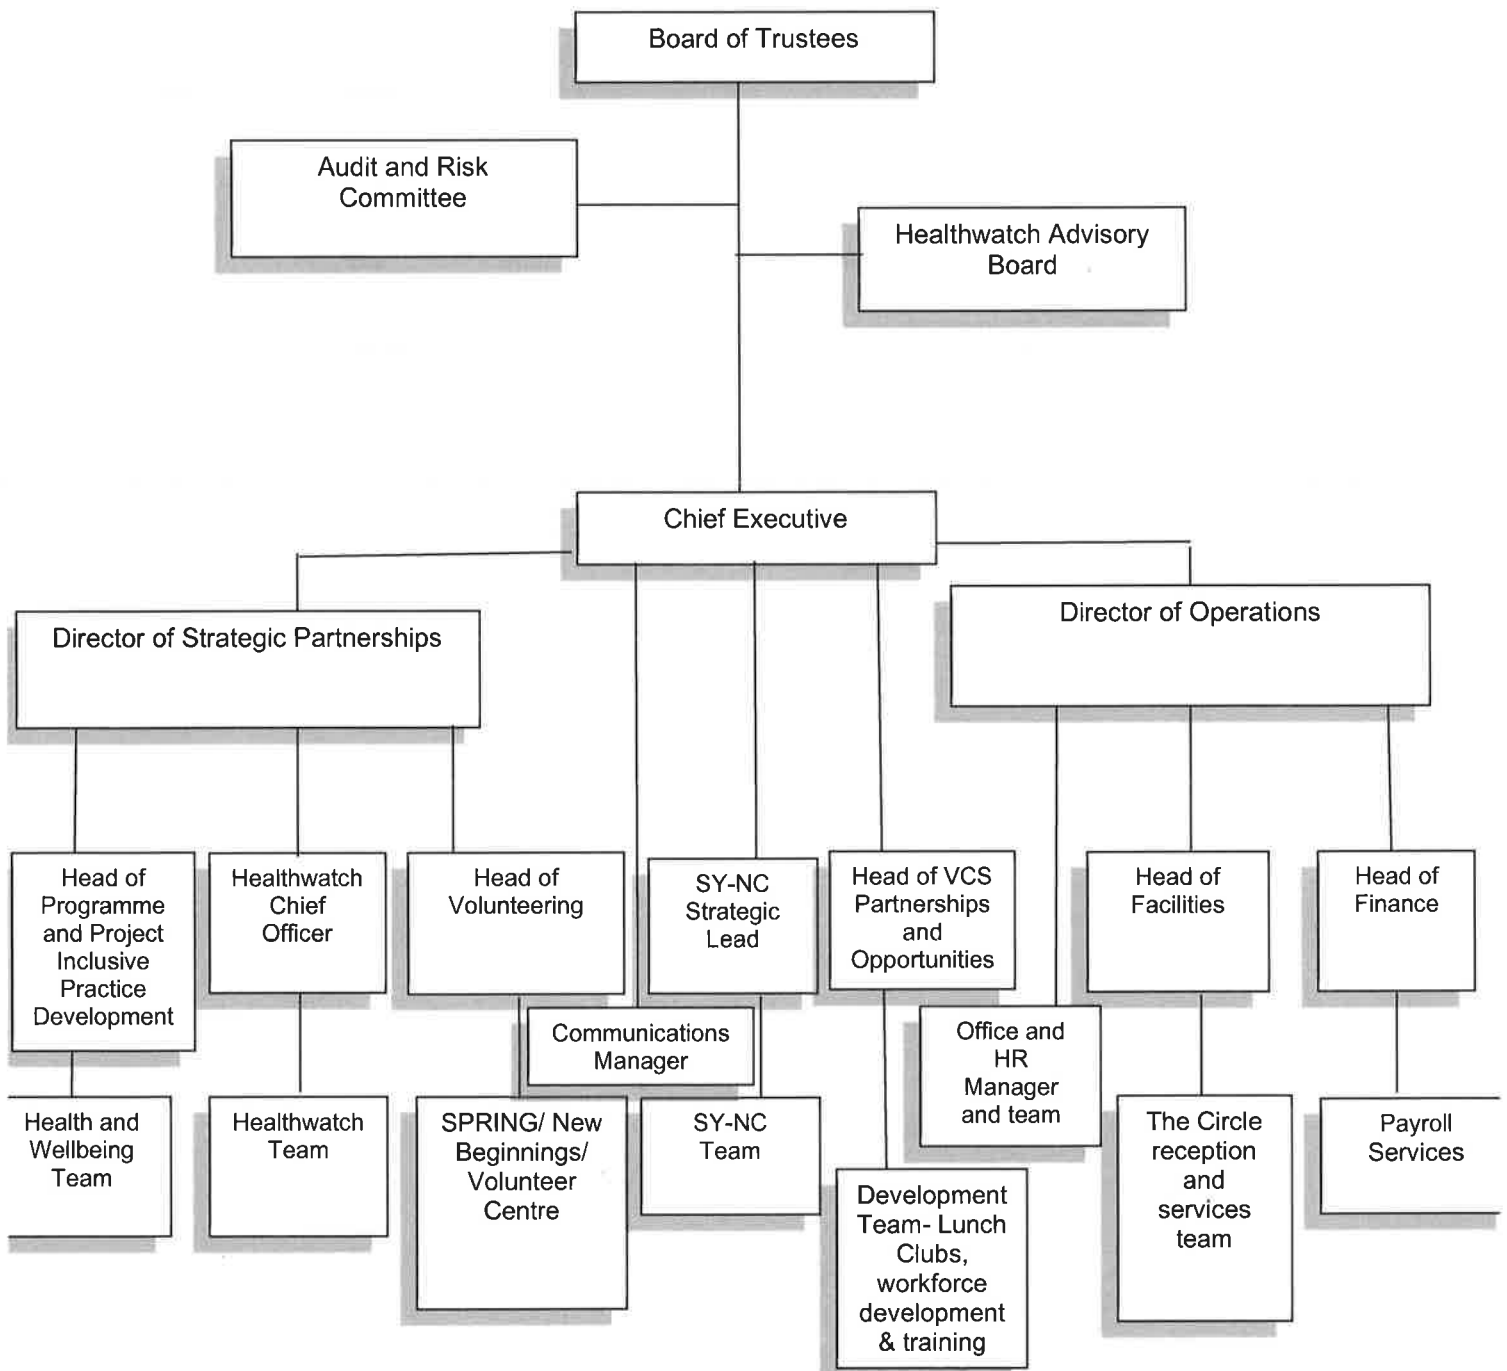 Board of Trustees
Audit and Risk
Committee
Healthwatch Advisory
Board
Chief Executive
Director of Strategic Partnerships
Director of Operations
Head of
Programme
and Project
Inclusive
Practice
Development
Healthwatch
Chief
Officer
Head of
Volunteering
SY-NC
Strategic
Lead
Head of VCS
Partnerships
and
Opportunities
Head of
Facilities
Head of
Finance
Communications
Manager
Office and
HR
Manager
and team
Health and
Wellbeing
Team
Healthwatch
Team
SPRING/ New
Beginnings/
Volunteer
Centre
SY-NC
Team
Development
Team- Lunch
Clubs,
workforce
development
& training
The Circle
reception
and
services
team
Payroll
Services